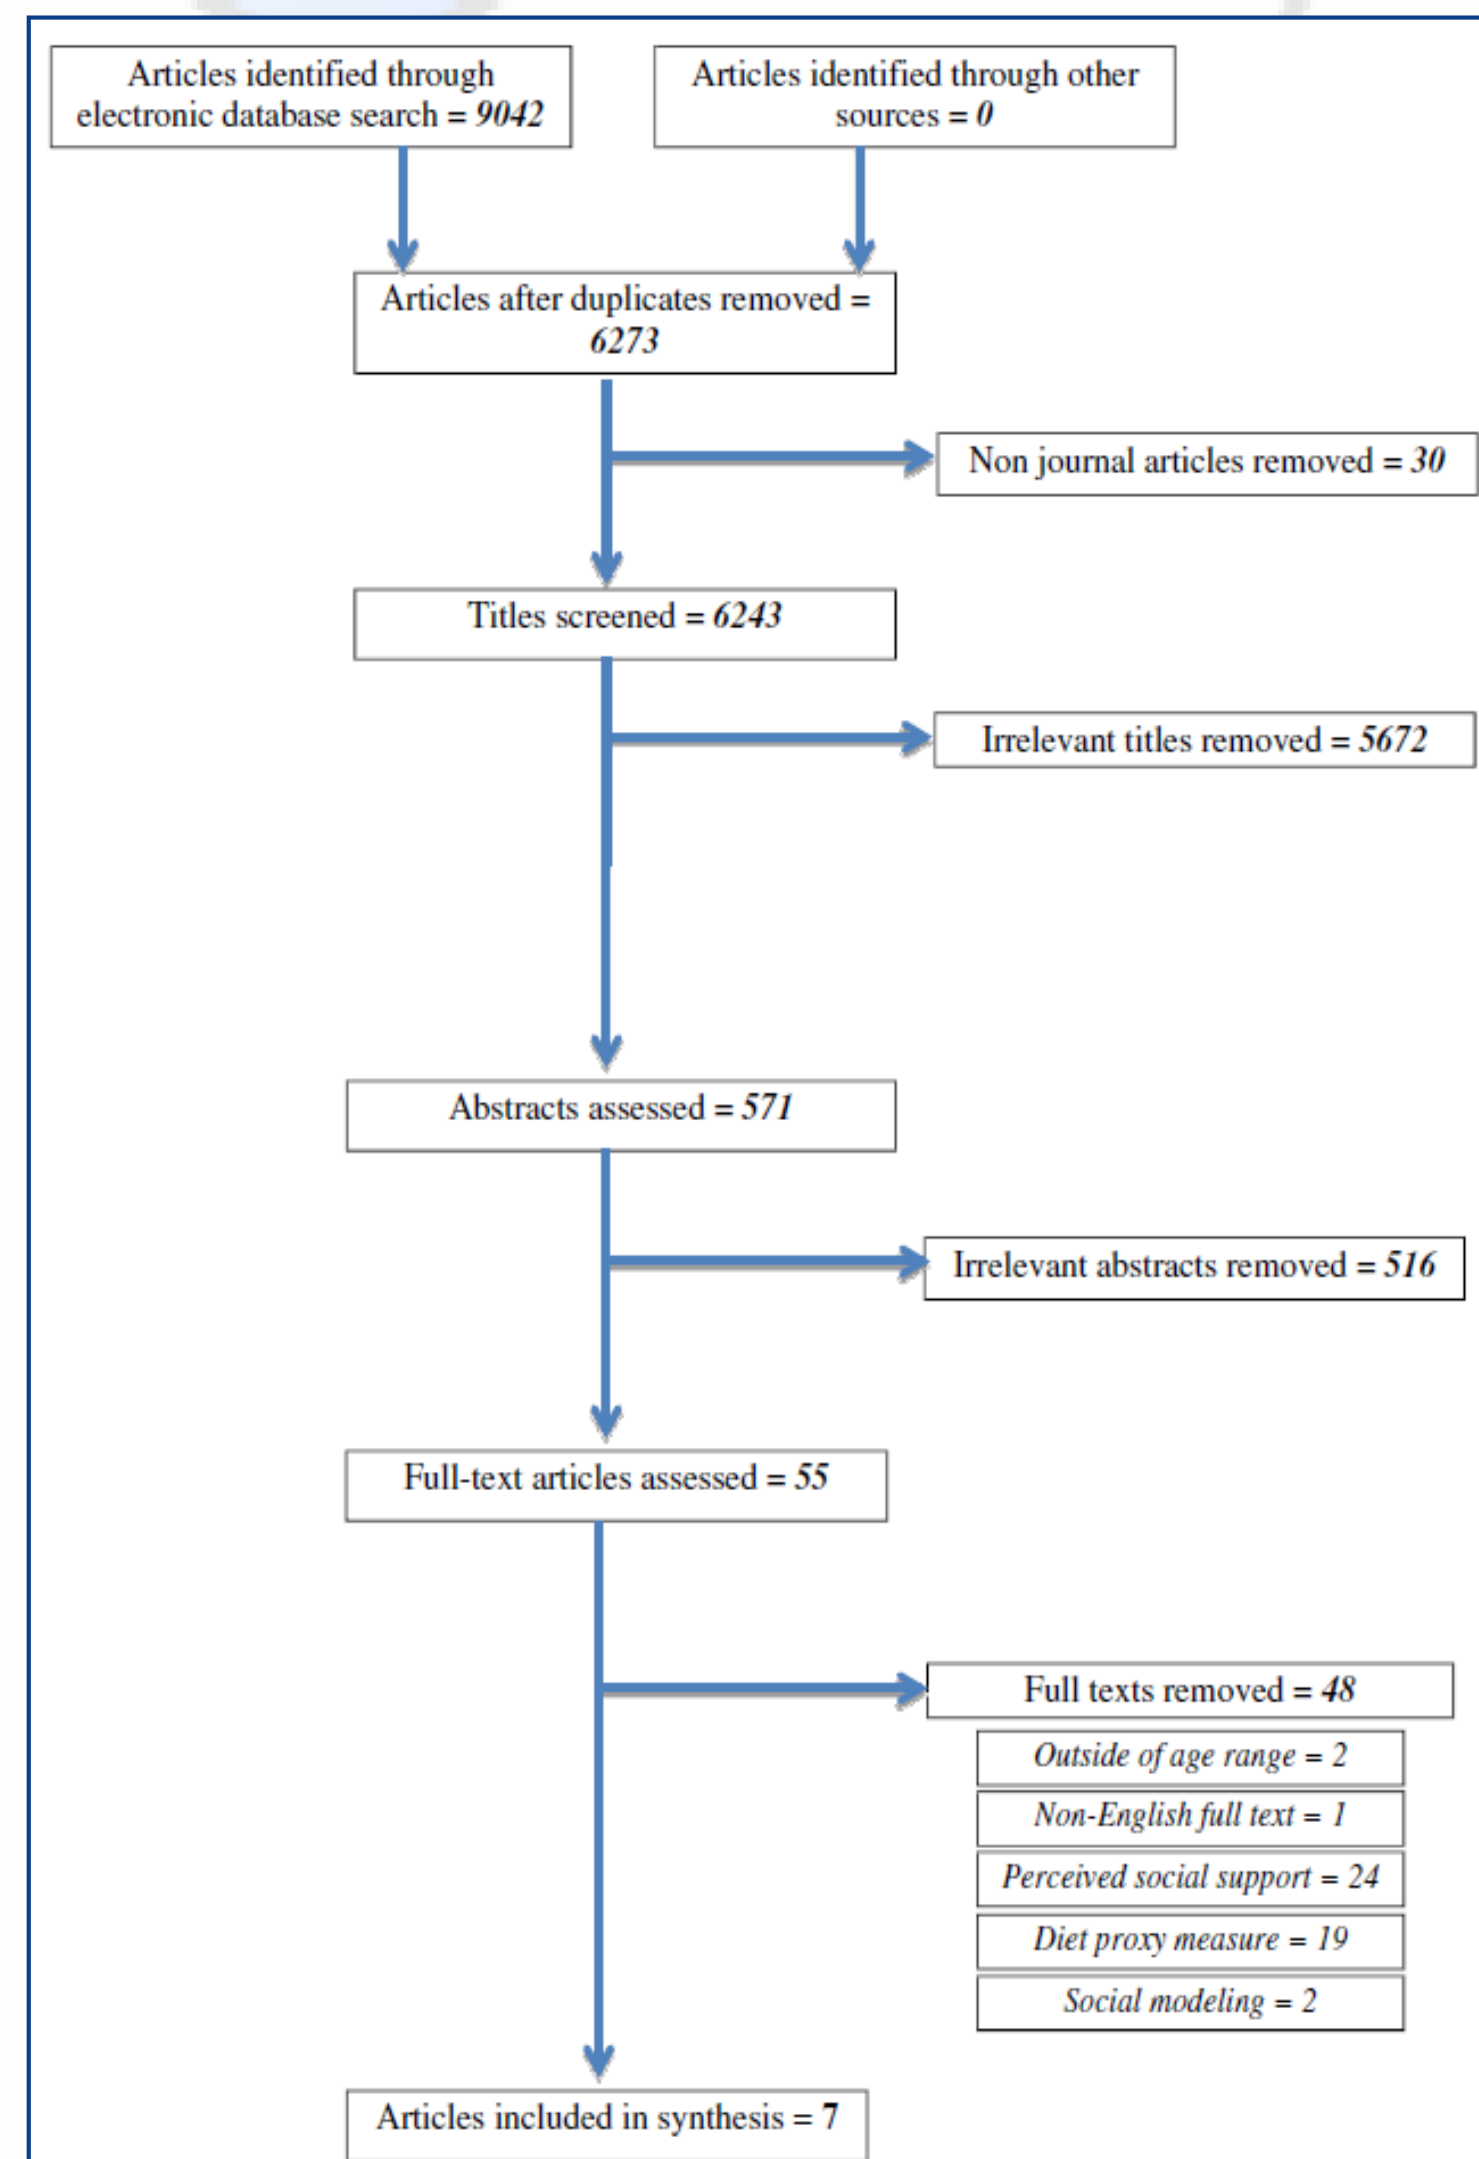 Articles identified through
electronic database search = 9042
Articles identified through other
sources = 0
Articles after duplicates removed =
6273
Non journal articles removed = 30
Titles screened = 6243
Irrelevant titles removed = 5672
Abstracts assessed = 571
Irrelevant abstracts removed = 516
Full-text articles assessed = 55
Full texts removed = 48
Outside of age range = 2
Non-English full text = 1
Perceived social support = 24
Diet proxy measure = 19
Social modeling = 2
Articles included in synthesis = 7